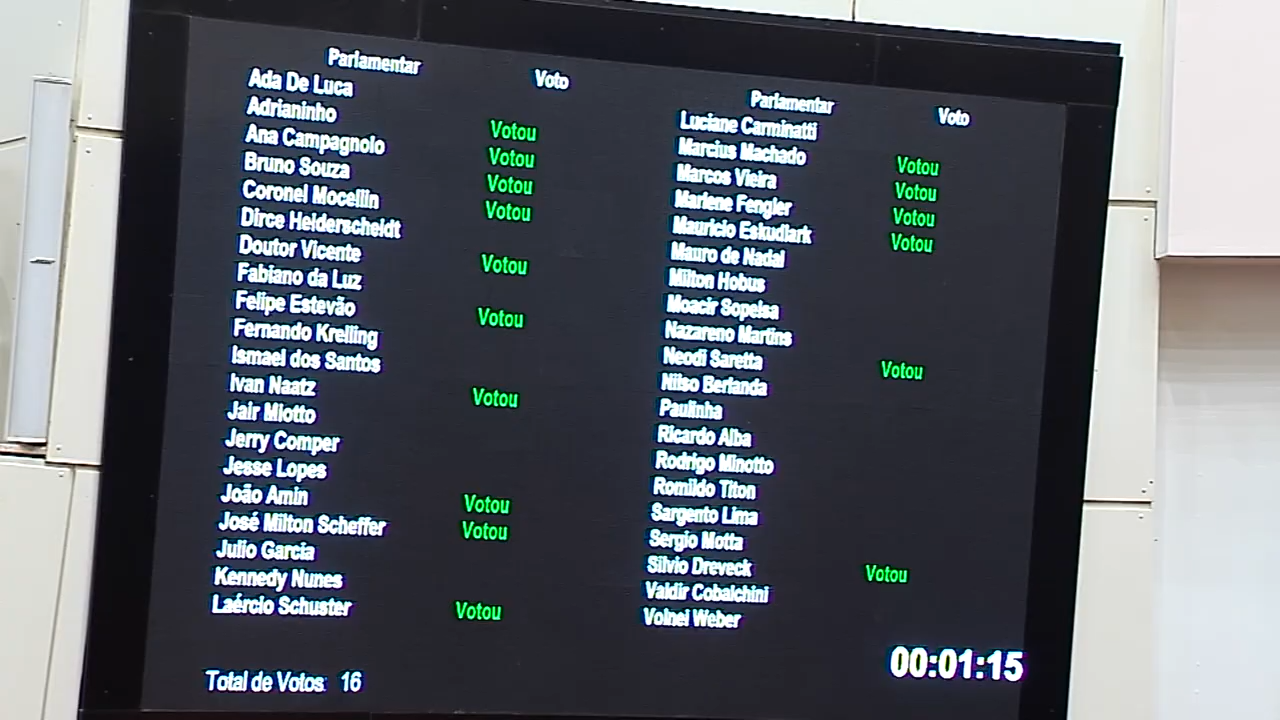 Parlamentar Voto
Ada De Luca
Adrianinho Votou
Ana Campagnolo Votou
Bruno Souza Votou
Coronel Mocellin Votou
Dirce Heiderscheidt
Doutor Vicente Votou
Fabiano da Luz
Felipe Estevão Votou
Fernando Krelling
Ismael dos Santos
Ivan Naatz Votou
Jair Miotto
Jerry Comper
Jesse Lopes
João Amin Votou
José Milton Scheffer Votou
Julio Garcia
Kennedy Nunes
Laércio Schuster Votou
Parlamentar Voto
Luciane Carminatti
Marcius Machado Votou
Marcos Vieira Votou
Marlene Fengler Votou
Mauricio Eskudlark Votou
Mauro de Nadal
Milton Hobus
Moacir Sopelsa
Nazareno Martins
Neodi Saretta Votou
Nilso Berlanda
Paulinha
Ricardo Alba
Rodrigo Minotto
Romildo Titon
Sargento Lima
Sergio Motta
Silvio Dreveck Votou
Valdir Cobalchini
Volnei Weber
Total de Votos: 16
00:01:15